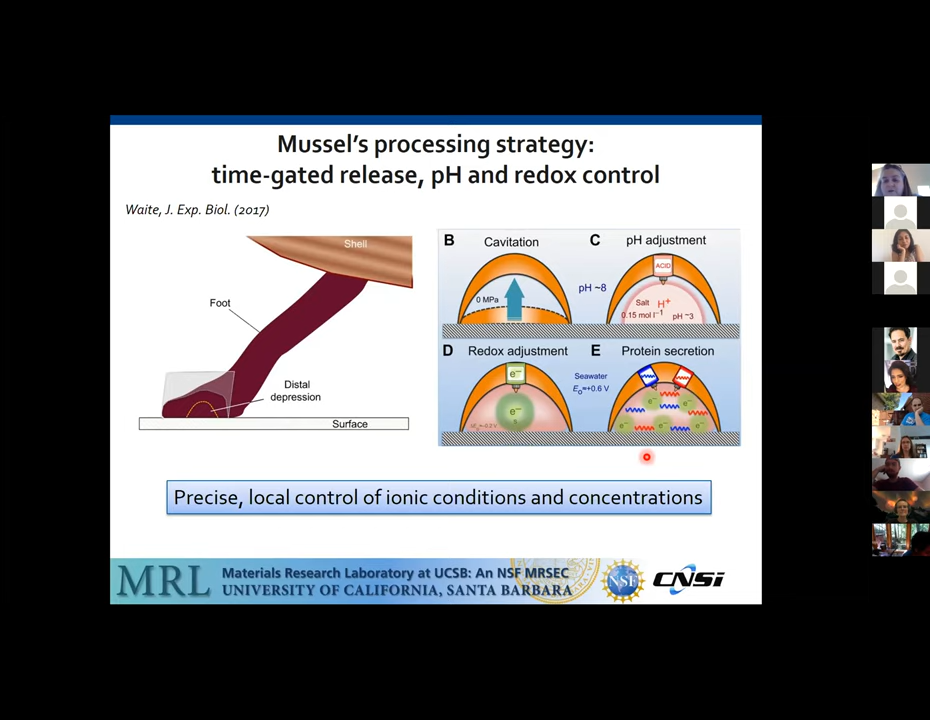 Mussel's processing strategy:
time-gated release, pH and redox control
Waite, J. Exp. Biol. (2017)
Shell
Foot
Distal
depression
Surface
B Cavitation
0 MPa
C pH adjustment
pH ~8
ACID
Salt H⁺
0.15 mol l⁻¹ pH ~3
D Redox adjustment
e⁻
e⁻
Seawater
E₀≈+0.6 V
E Protein secretion
e⁻ e⁻
e⁻ e⁻ e⁻
Precise, local control of ionic conditions and concentrations
MRL
Materials Research Laboratory at UCSB: An NSF MRSEC
UNIVERSITY OF CALIFORNIA, SANTA BARBARA
NSF
CNSi